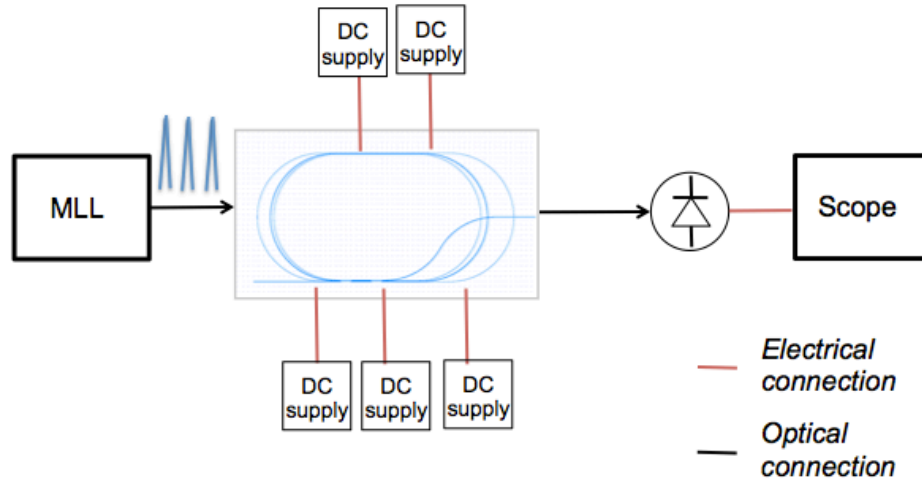 DC
supply
DC
supply
MLL
Scope
DC
supply
DC
supply
DC
supply
Electrical
connection
Optical
connection